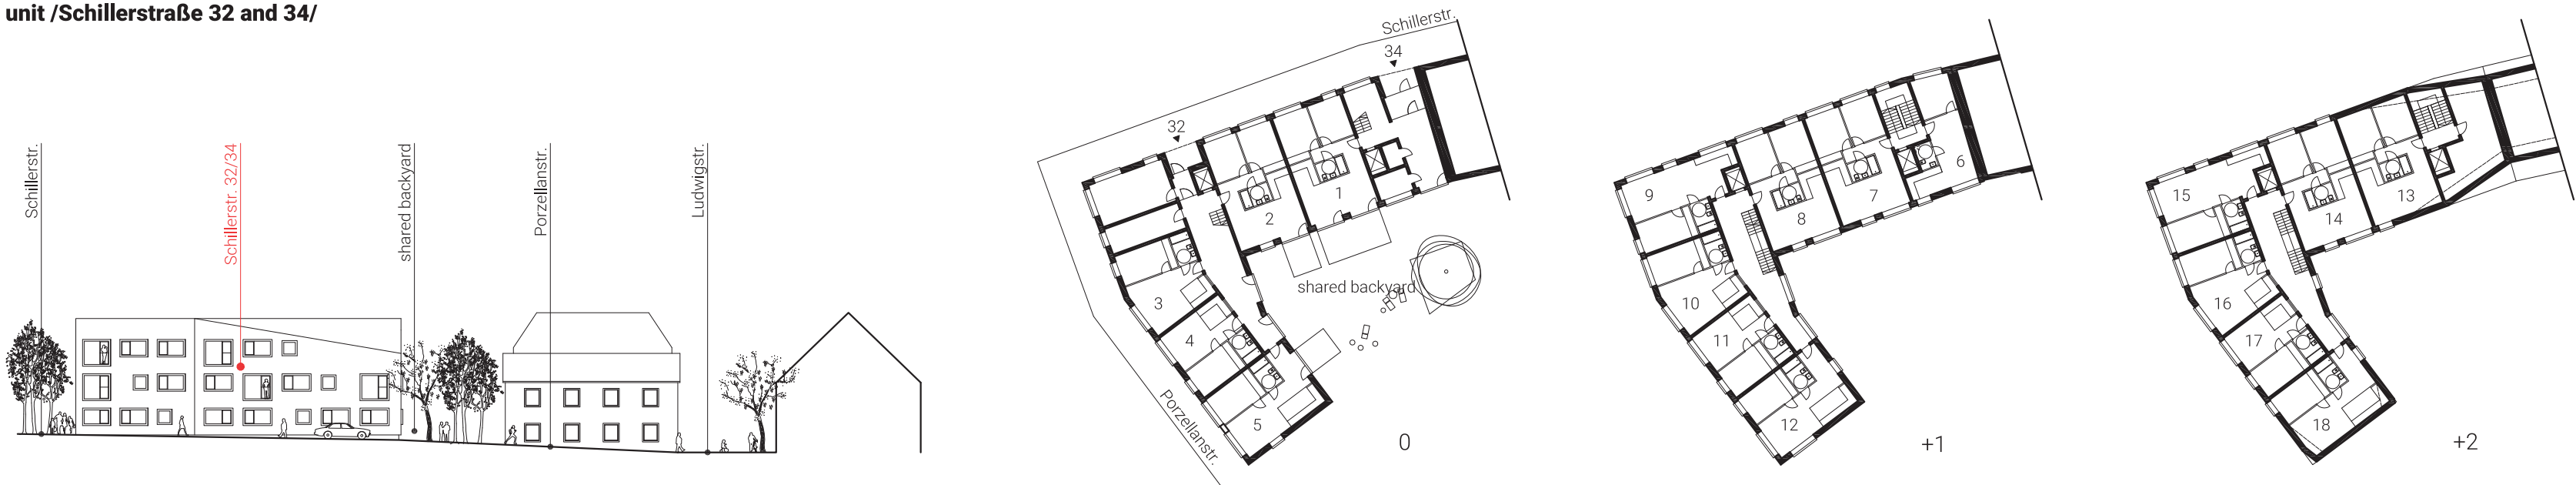 unit /Schillerstraße 32 and 34/
Schillerstr.
Schillerstr. 32/34
shared backyard
Porzellanstr.
Ludwigstr.
Schillerstr.
34
32
1
2
shared backyard
3
4
5
Porzellanstr.
0
6
7
8
9
10
11
12
+1
13
14
15
16
17
18
+2